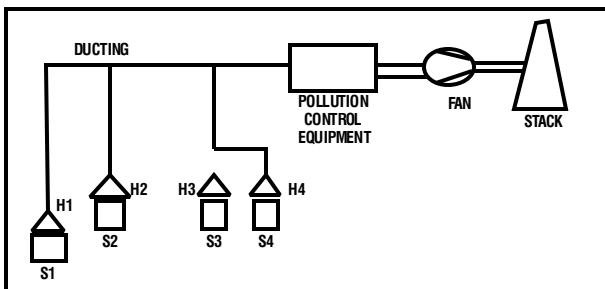 DUCTING
POLLUTION
CONTROL
EQUIPMENT
FAN
STACK
H1
H2
H3
H4
S1
S2
S3
S4